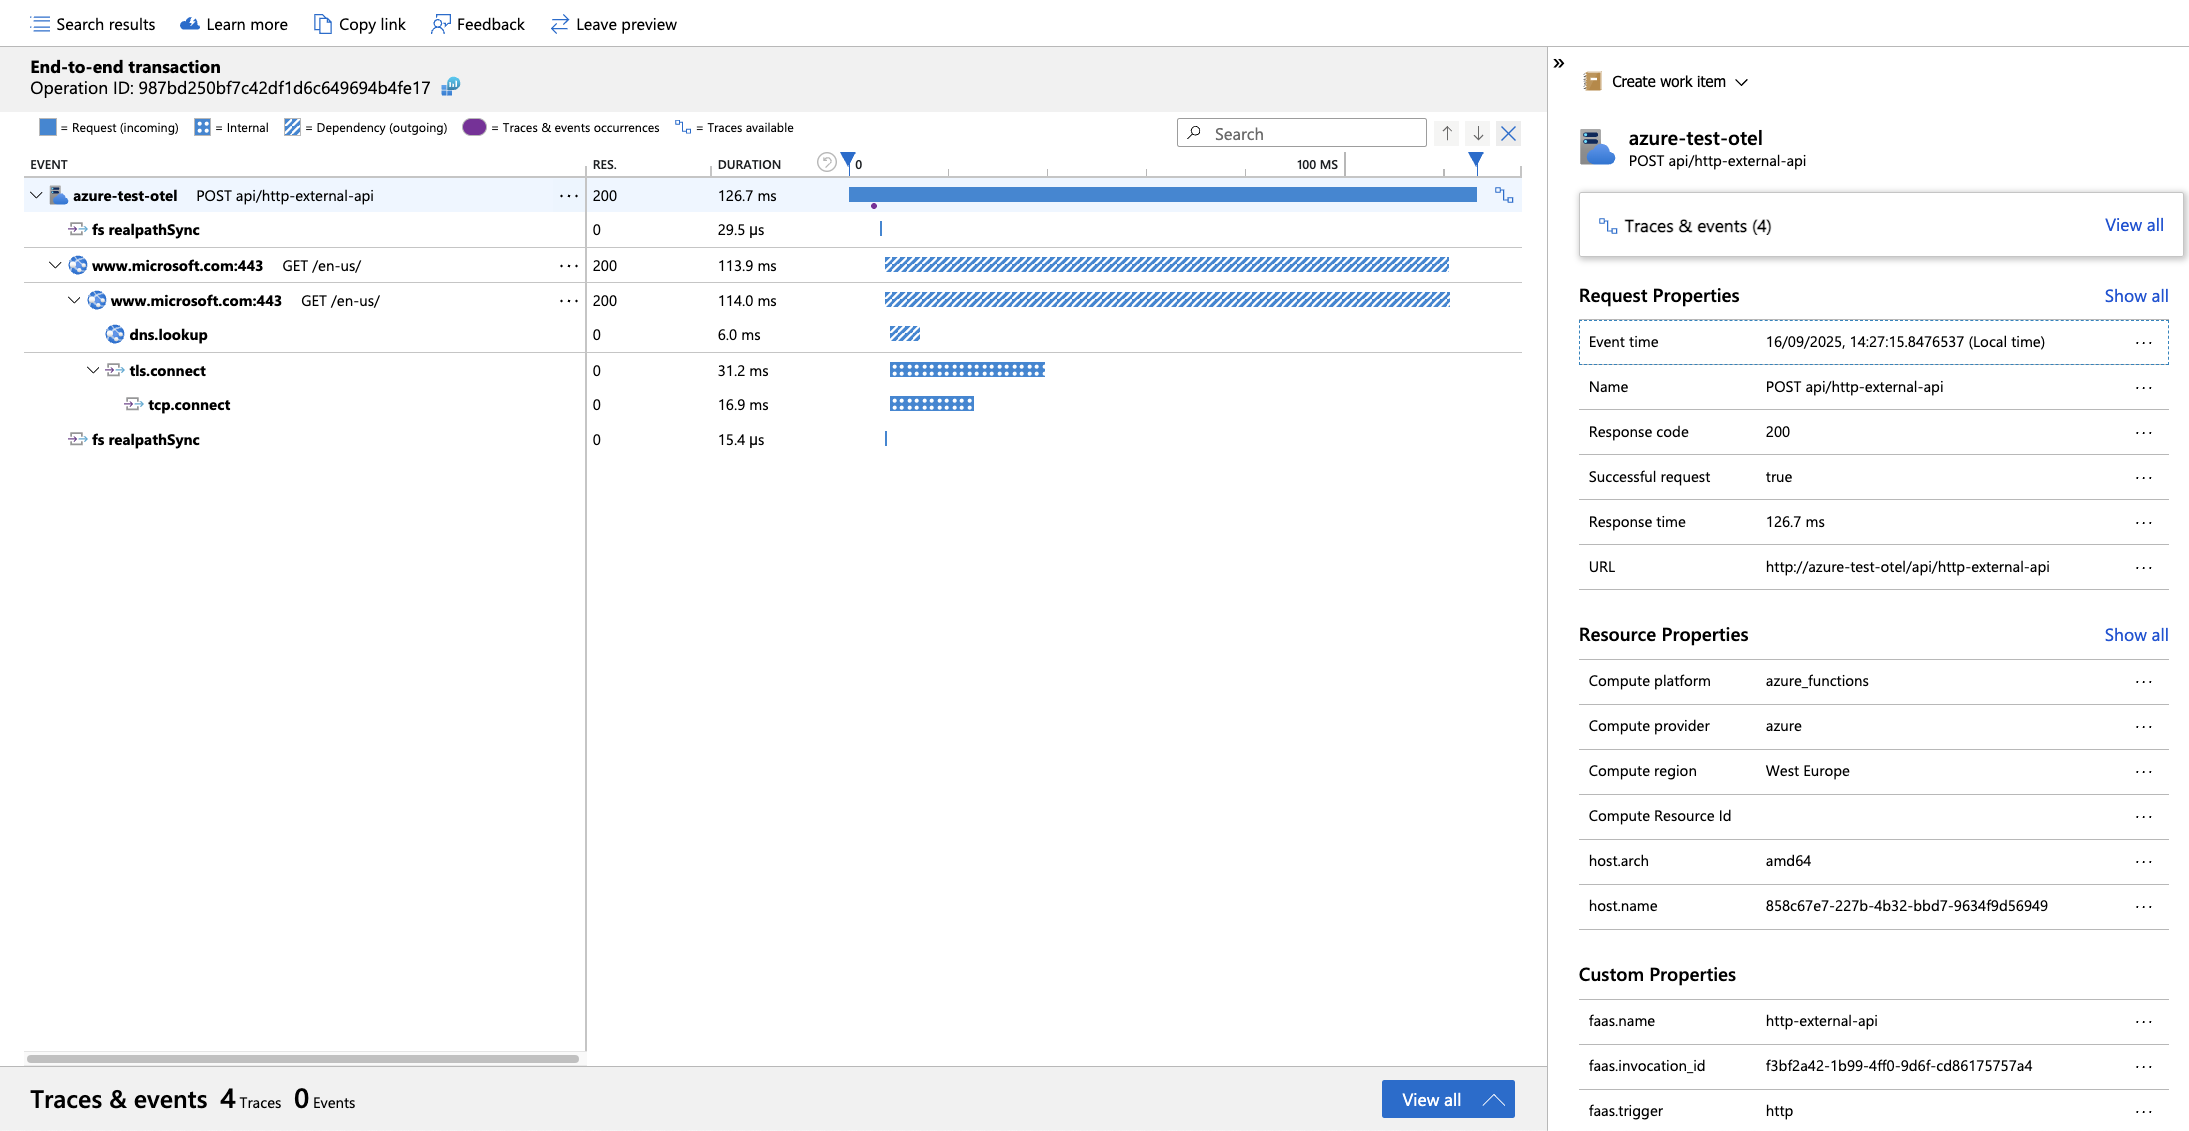 Search results Learn more Copy link Feedback Leave preview
End-to-end transaction
Operation ID: 987bd250bf7c42df1d6c649694b4fe17
= Request (incoming) = Internal = Dependency (outgoing) = Traces & events occurrences = Traces available
Search
EVENT RES. DURATION 0 100 MS
azure-test-otel POST api/http-external-api ... 200 126.7 ms
fs realpathSync 0 29.5 µs
www.microsoft.com:443 GET /en-us/ ... 200 113.9 ms
www.microsoft.com:443 GET /en-us/ ... 200 114.0 ms
dns.lookup 0 6.0 ms
tls.connect 0 31.2 ms
tcp.connect 0 16.9 ms
fs realpathSync 0 15.4 µs
Traces & events 4 Traces 0 Events
View all
» Create work item
azure-test-otel
POST api/http-external-api
Traces & events (4) View all
Request Properties Show all
Event time 16/09/2025, 14:27:15.8476537 (Local time) ...
Name POST api/http-external-api ...
Response code 200 ...
Successful request true ...
Response time 126.7 ms ...
URL http://azure-test-otel/api/http-external-api ...
Resource Properties Show all
Compute platform azure_functions ...
Compute provider azure ...
Compute region West Europe ...
Compute Resource Id ...
host.arch amd64 ...
host.name 858c67e7-227b-4b32-bbd7-9634f9d56949 ...
Custom Properties
faas.name http-external-api ...
faas.invocation_id f3bf2a42-1b99-4ff0-9d6f-cd86175757a4 ...
faas.trigger http ...